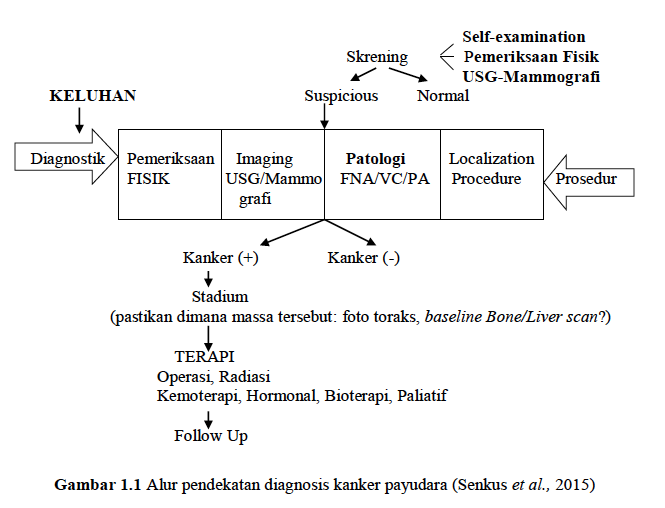 Self-examination
Skrening
Pemeriksaan Fisik
USG-Mammografi
KELUHAN
Suspicious
Normal
Diagnostik
Pemeriksaan
FISIK
Imaging
USG/Mammo
grafi
Patologi
FNA/VC/PA
Localization
Procedure
Prosedur
Kanker (+)
Kanker (-)
Stadium
(pastikan dimana massa tersebut: foto toraks, baseline Bone/Liver scan?)
TERAPI
Operasi, Radiasi
Kemoterapi, Hormonal, Bioterapi, Paliatif
Follow Up
Gambar 1.1 Alur pendekatan diagnosis kanker payudara (Senkus et al., 2015)